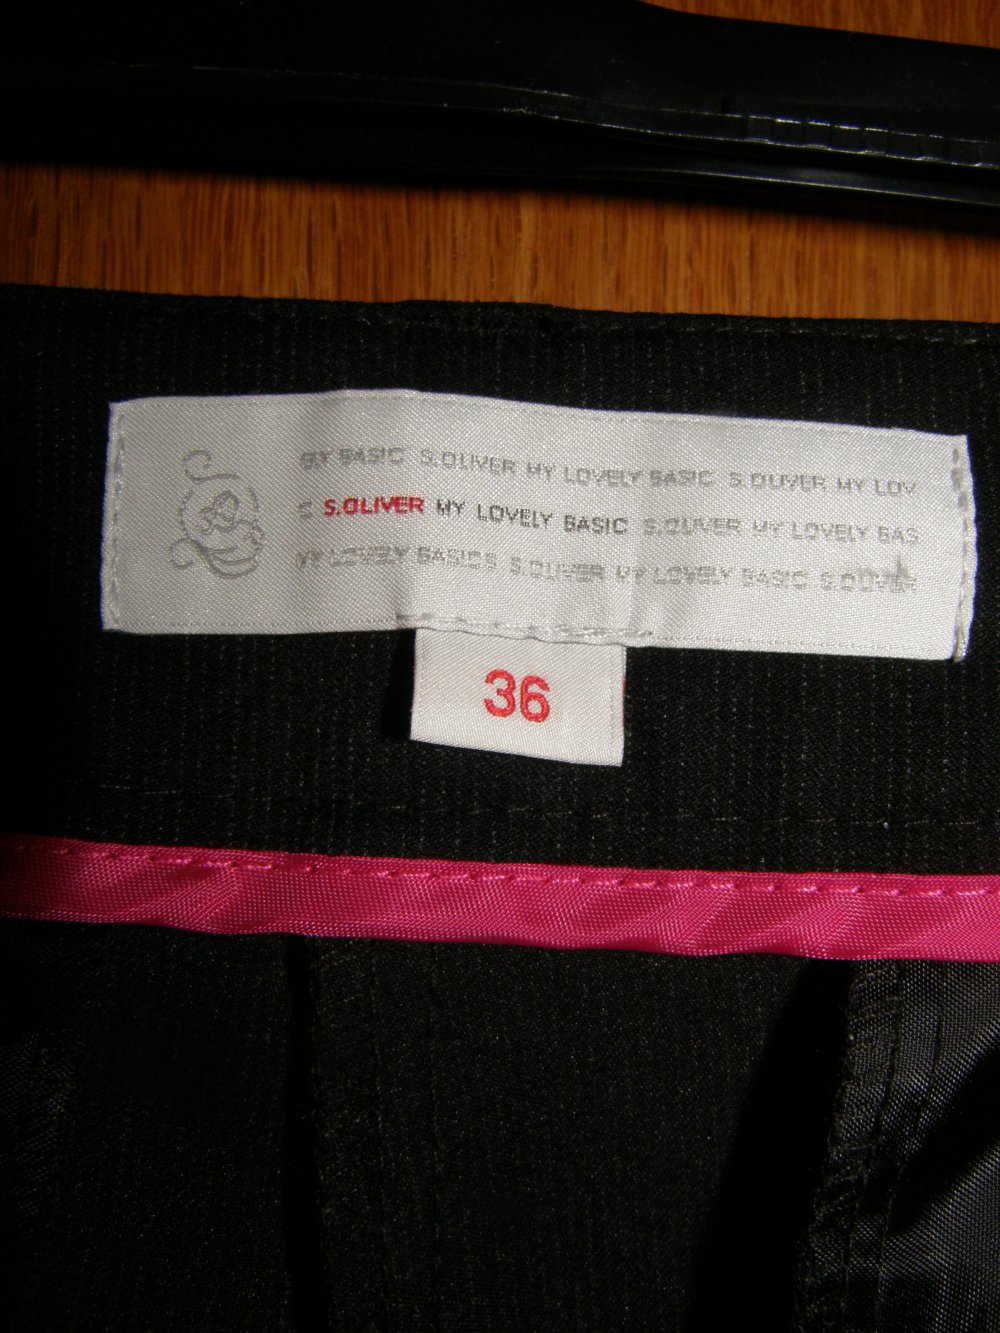 BASIC S.OLIVER MY LOVELY BASIC S.OLIVER MY LOV
C S.OLIVER MY LOVELY BASIC S.OLIVER MY LOVELY BAS
MY LOVELY BASICS S.OLIVER MY LOVELY BASIC S.OLIVER
36